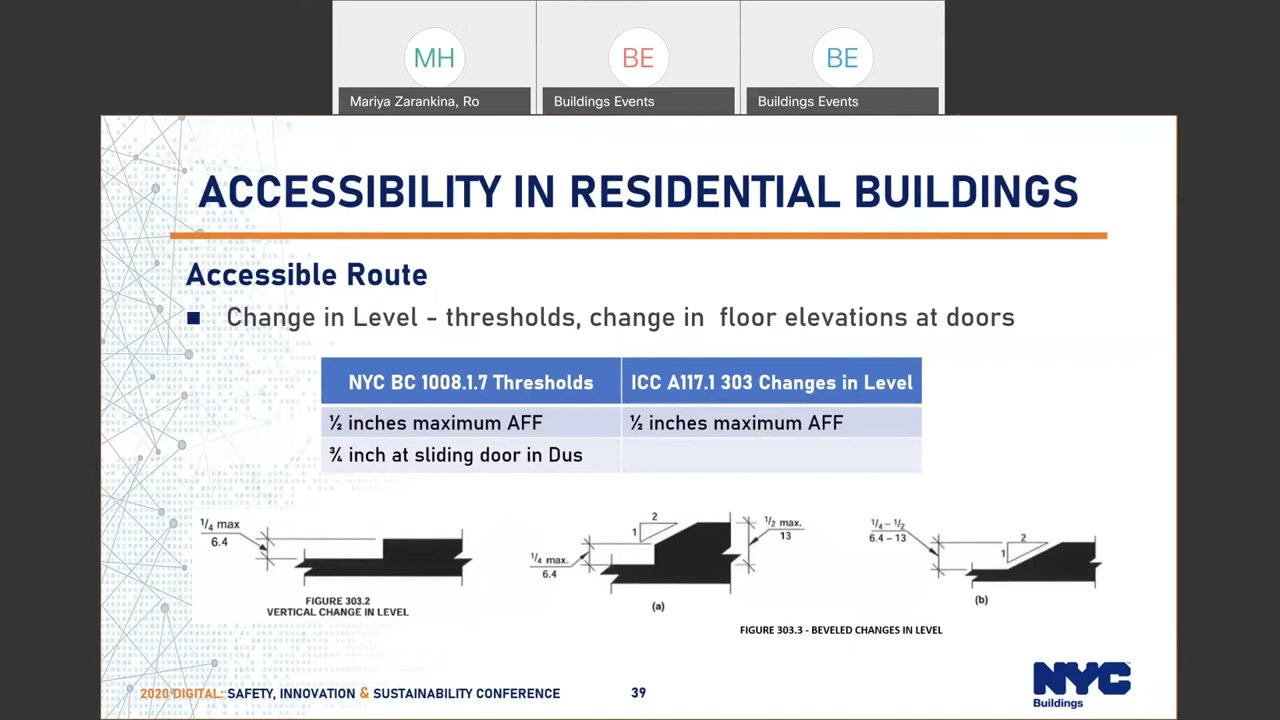 MH
BE
BE
Mariya Zarankina, Ro
Buildings Events
Buildings Events
ACCESSIBILITY IN RESIDENTIAL BUILDINGS
Accessible Route
Change in Level - thresholds, change in floor elevations at doors
NYC BC 1008.1.7 Thresholds
ICC A117.1 303 Changes in Level
½ inches maximum AFF
½ inches maximum AFF
¾ inch at sliding door in Dus
1/4 max
6.4
FIGURE 303.2
VERTICAL CHANGE IN LEVEL
2
1
1/4 max.
6.4
1/2 max.
13
(a)
1/4 – 1/2
6.4 – 13
2
1
(b)
FIGURE 303.3 - BEVELED CHANGES IN LEVEL
2020 DIGITAL: SAFETY, INNOVATION & SUSTAINABILITY CONFERENCE
39
NYC
Buildings